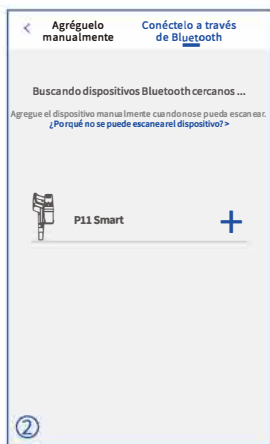 Agréguelo manualmente
Conéctelo a través de Bluetooth
Buscando dispositivos Bluetooth cercanos ...
Agregue el dispositivo manualmente cuandonose pueda escanear.
¿Porqué no se puede escanearel dispositivo? >
P11 Smart
②